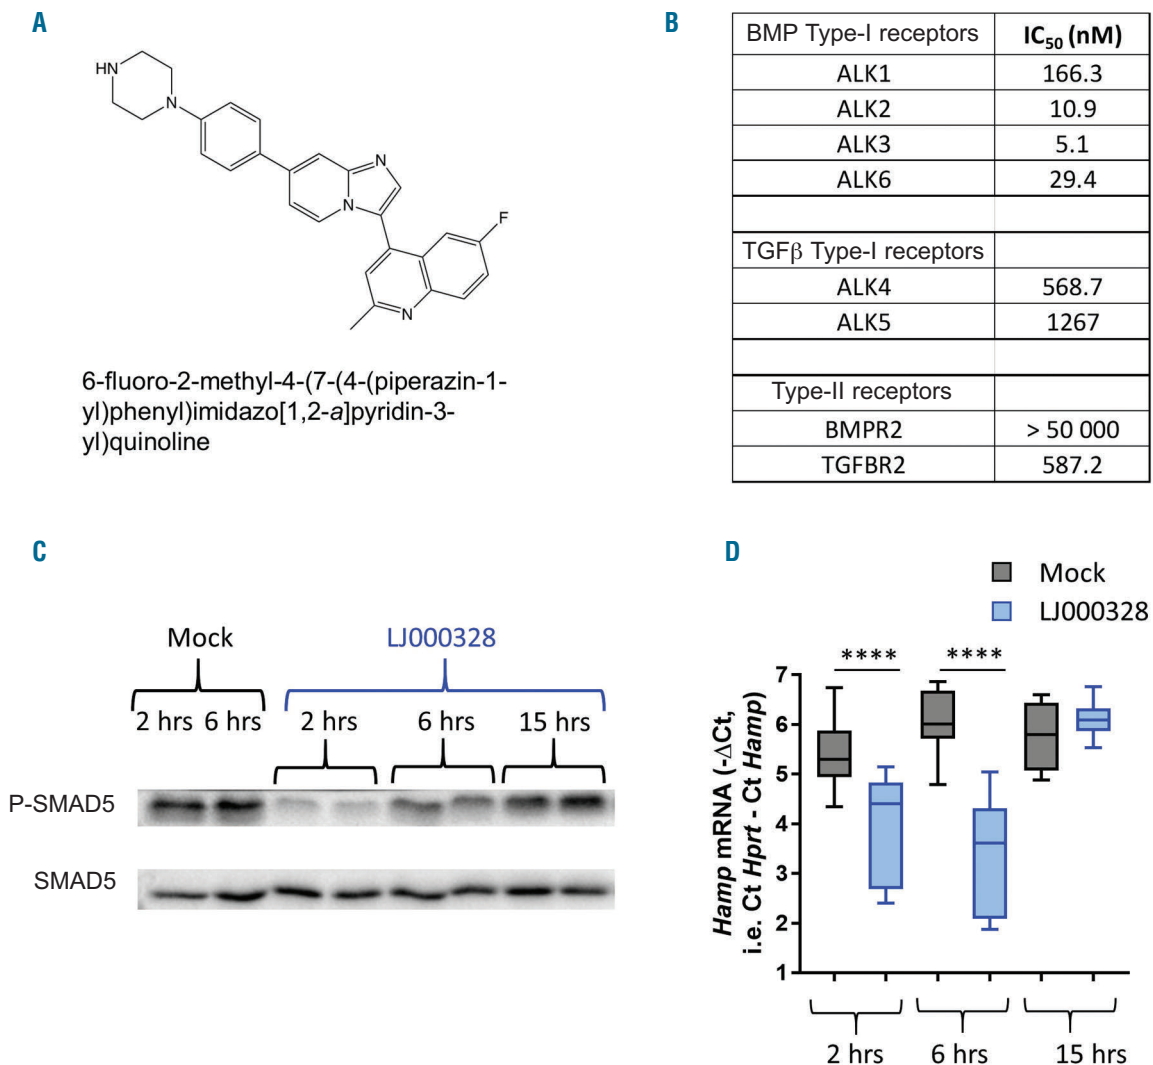 A
HN
N
N
N
F
N
6-fluoro-2-methyl-4-(7-(4-(piperazin-1-
yl)phenyl)imidazo[1,2-a]pyridin-3-
yl)quinoline
B
BMP Type-I receptors IC50 (nM)
ALK1 166.3
ALK2 10.9
ALK3 5.1
ALK6 29.4
TGFβ Type-I receptors
ALK4 568.7
ALK5 1267
Type-II receptors
BMPR2 > 50 000
TGFBR2 587.2
C
Mock LJ000328
2 hrs 6 hrs 2 hrs 6 hrs 15 hrs
P-SMAD5
SMAD5
D
Mock
LJ000328
**** ****
Hamp mRNA (-ΔCt,
i.e. Ct Hprt - Ct Hamp)
7
6
5
4
3
2
1
2 hrs 6 hrs 15 hrs